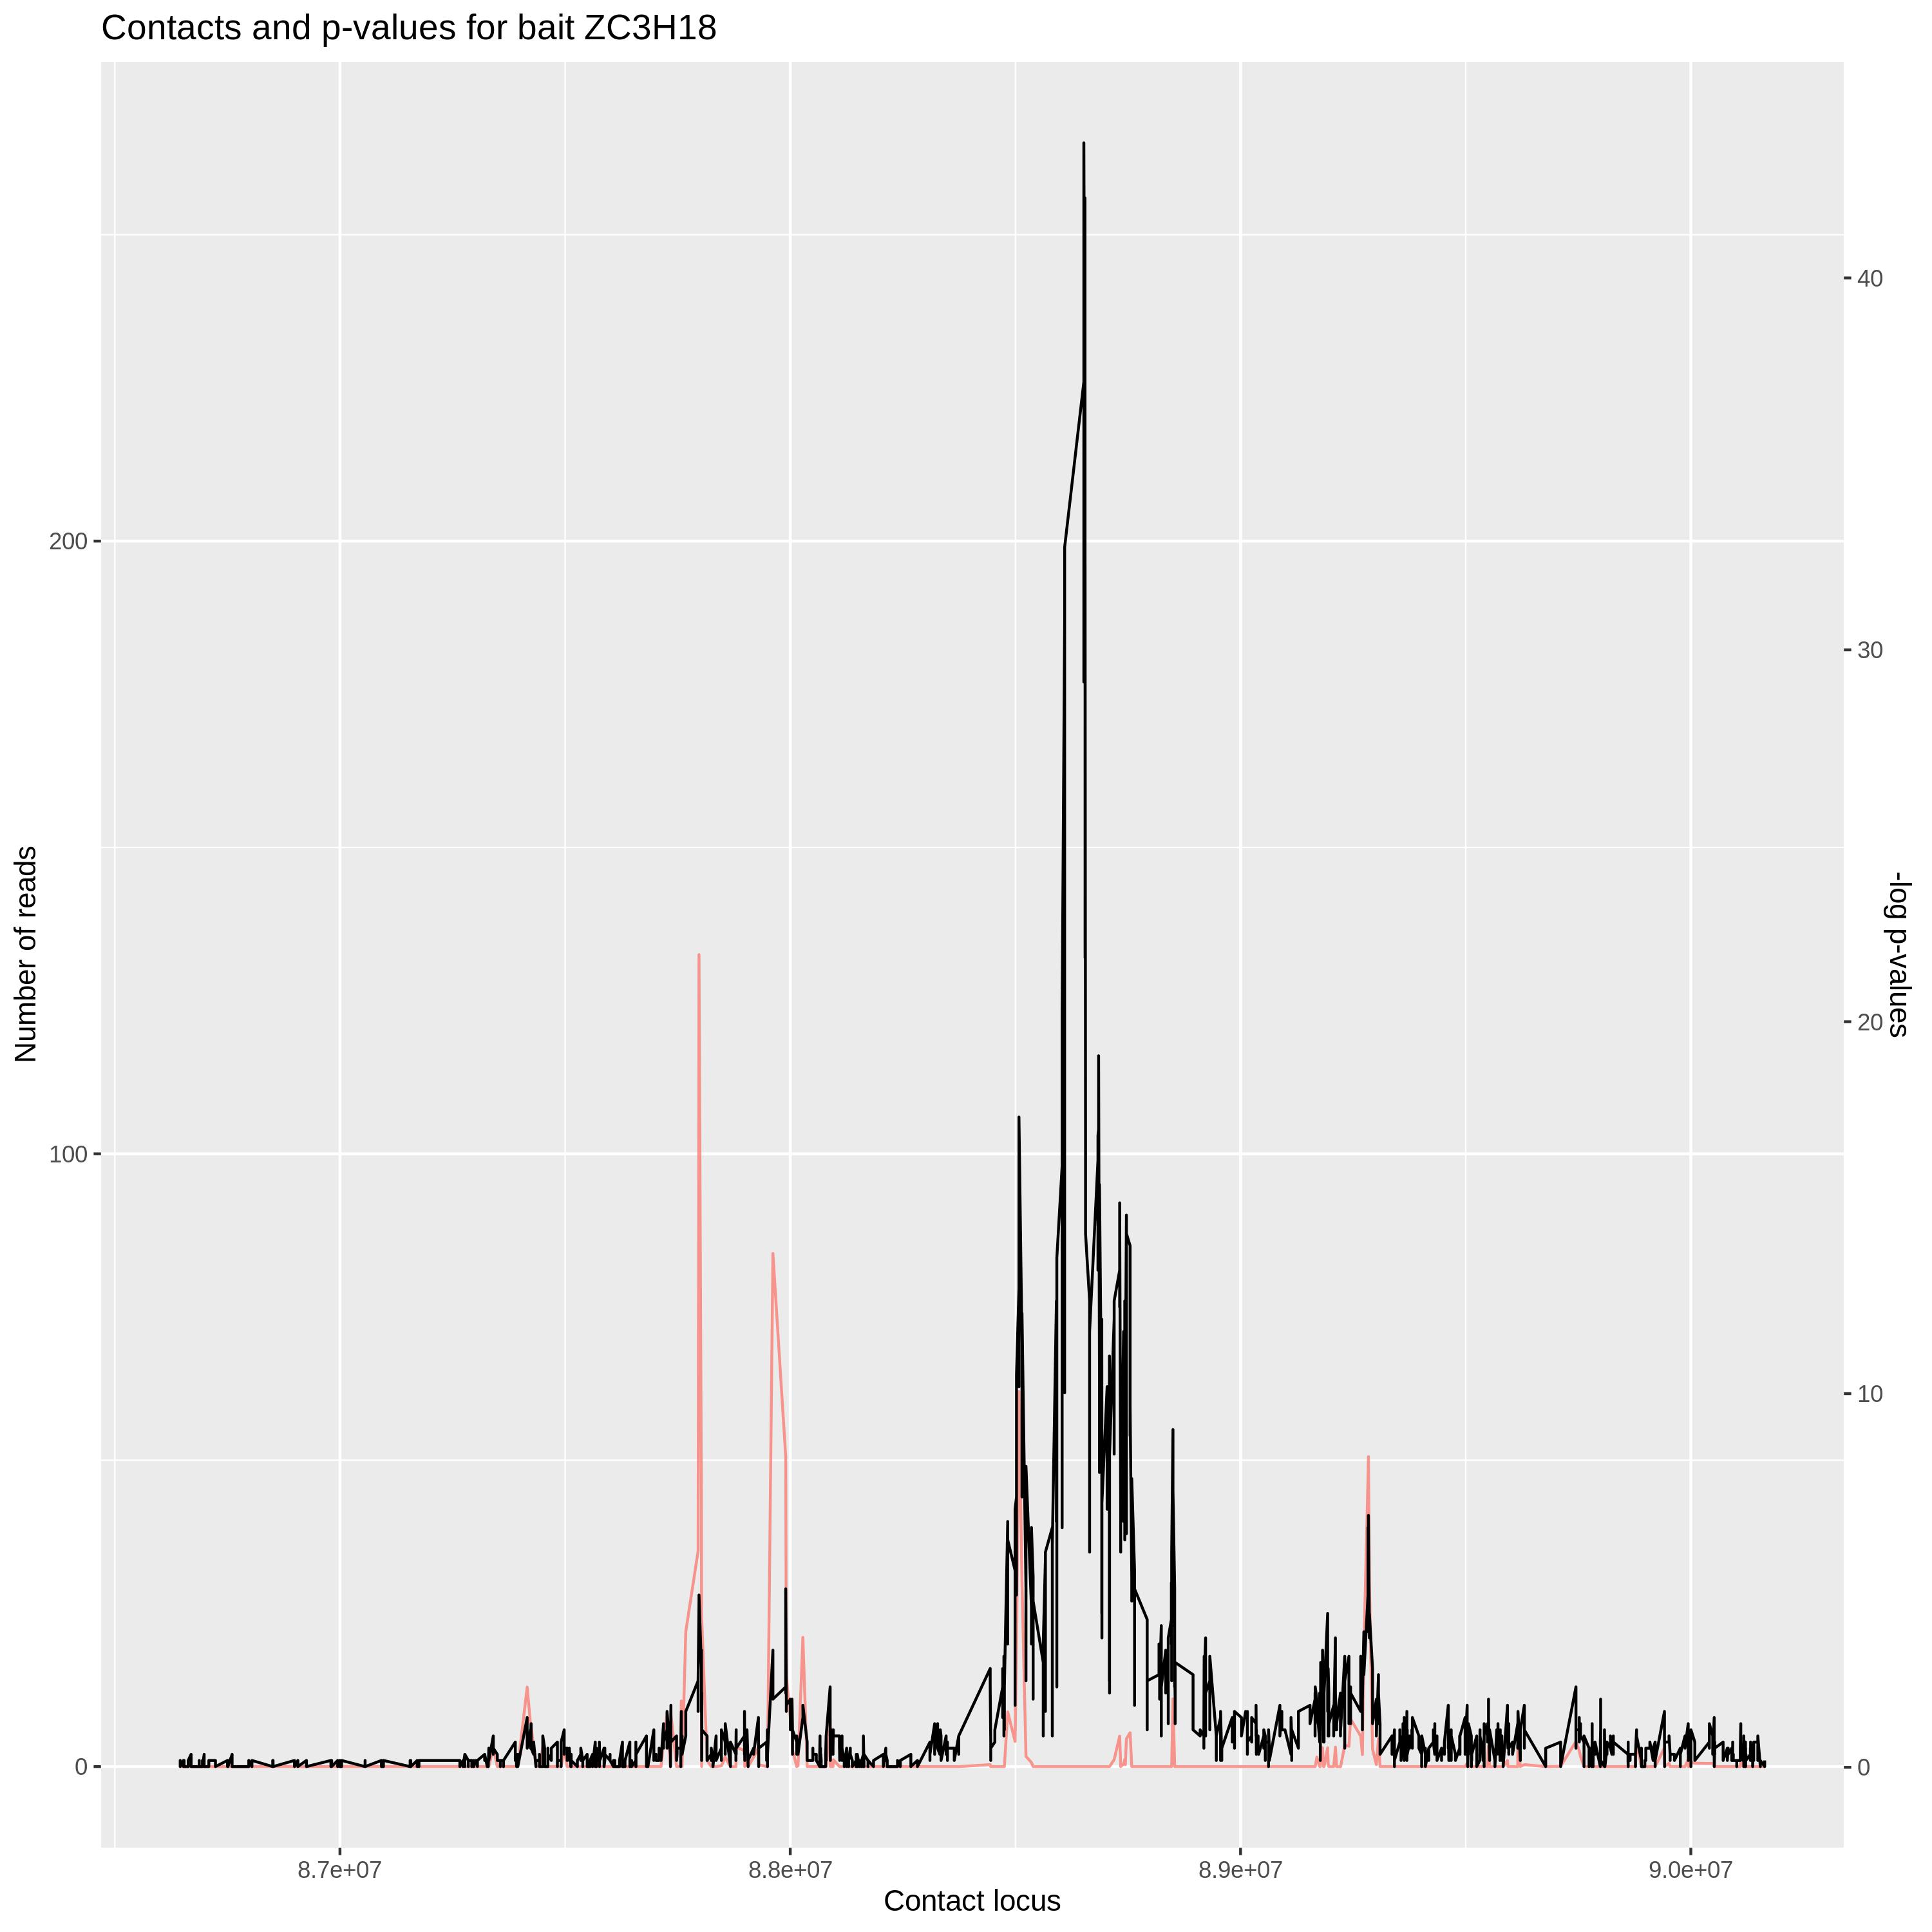 Contacts and p-values for bait ZC3H18
Number of reads
200
100
0
40
30
20
10
0
-log p-values
8.7e+07
8.8e+07
8.9e+07
9.0e+07
Contact locus